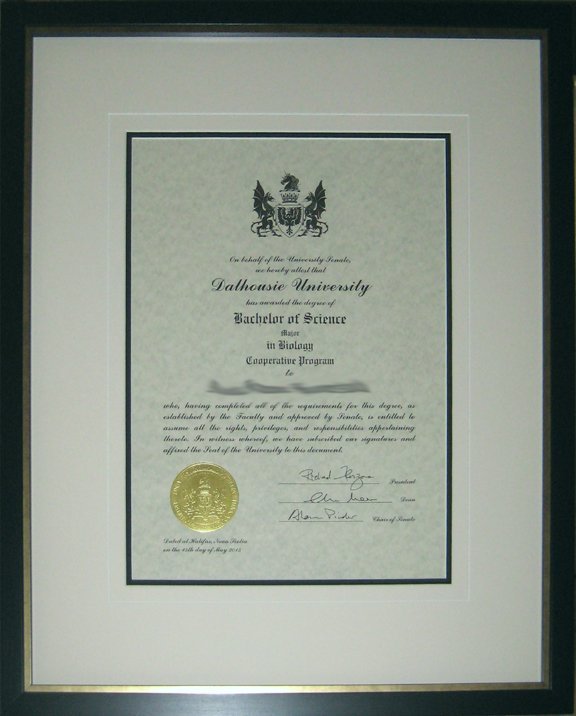 On behalf of the University Senate,
we hereby attest that
Dalhousie University
has awarded the degree of
Bachelor of Science
Major
in Biology
Cooperative Program
to
who, having completed all of the requirements for this degree, as
established by the Faculty and approved by Senate, is entitled to
assume all the rights, privileges, and responsibilities appertaining
thereto. In witness whereof, we have subscribed our signatures and
affixed the Seal of the University to this document.
President
Dean
Chair of Senate
Dated at Halifax, Nova Scotia
on the day of May